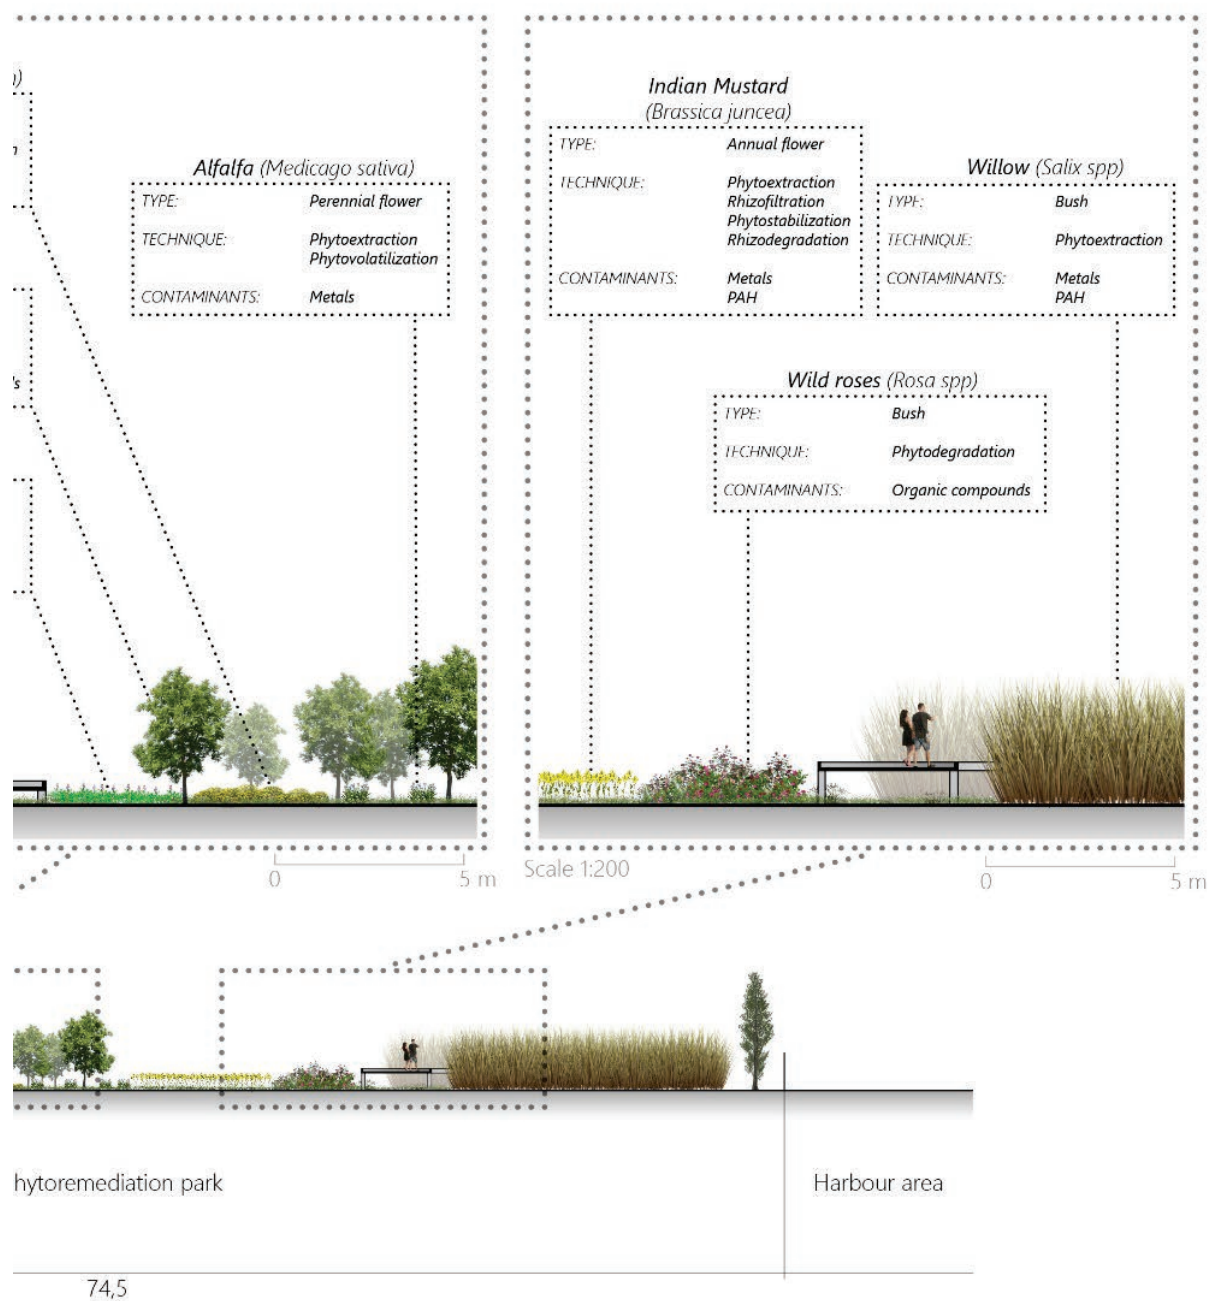 Alfalfa (Medicago sativa)
TYPE: Perennial flower
TECHNIQUE: Phytoextraction
Phytovolatilization
CONTAMINANTS: Metals
Indian Mustard
(Brassica juncea)
TYPE: Annual flower
TECHNIQUE: Phytoextraction
Rhizofiltration
Phytostabilization
Rhizodegradation
CONTAMINANTS: Metals
PAH
Willow (Salix spp)
TYPE: Bush
TECHNIQUE: Phytoextraction
CONTAMINANTS: Metals
PAH
Wild roses (Rosa spp)
TYPE: Bush
TECHNIQUE: Phytodegradation
CONTAMINANTS: Organic compounds
0 5 m
Scale 1:200
0 5 m
hytoremediation park
Harbour area
74,5